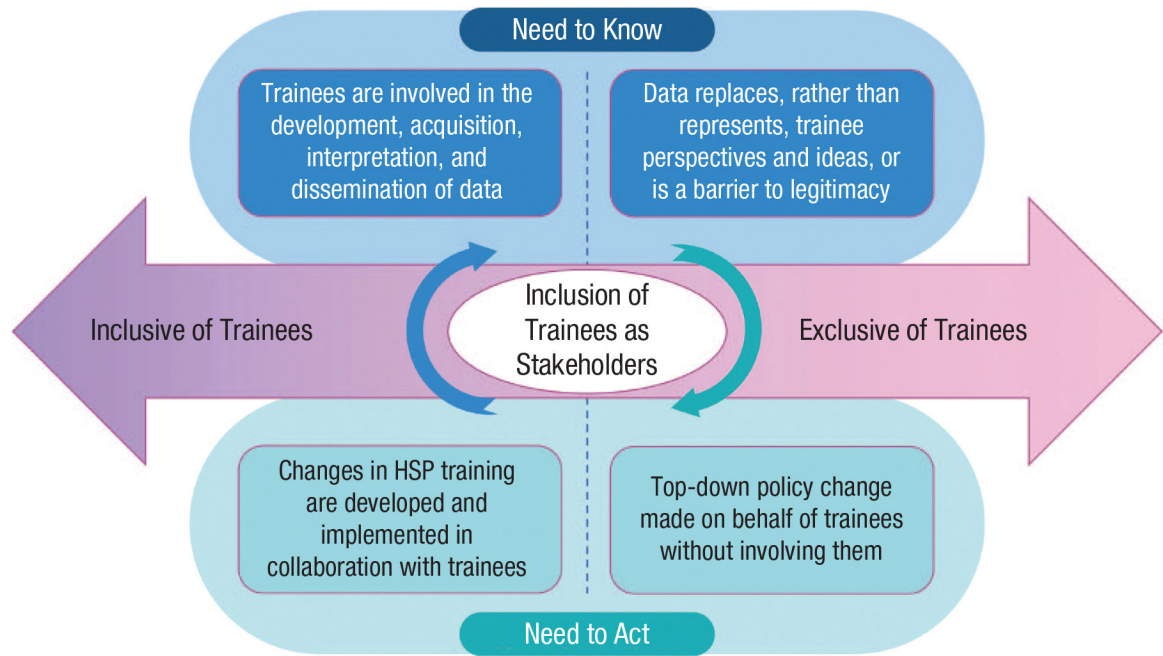 Need to Know
Trainees are involved in the
development, acquisition,
interpretation, and
dissemination of data
Data replaces, rather than
represents, trainee
perspectives and ideas, or
is a barrier to legitimacy
Inclusive of Trainees
Inclusion of
Trainees as
Stakeholders
Exclusive of Trainees
Changes in HSP training
are developed and
implemented in
collaboration with trainees
Top-down policy change
made on behalf of trainees
without involving them
Need to Act